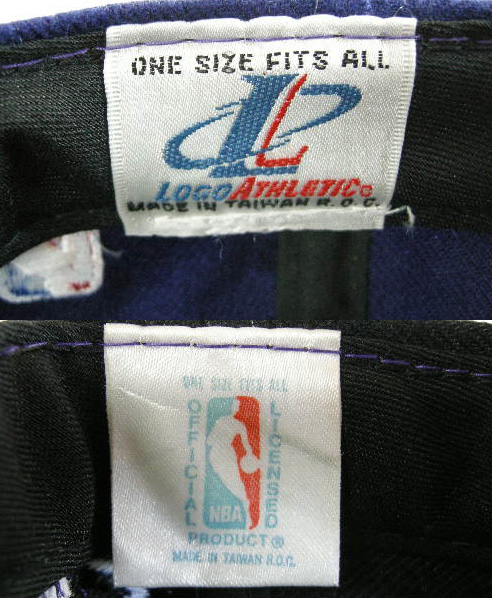 ONE SIZE FITS ALL
LOGO ATHLETIC©
MADE IN TAIWAN R.O.C.
ONE SIZE FITS ALL
OFFICIAL
LICENSED
NBA
PRODUCT®
MADE IN TAIWAN R.O.C.